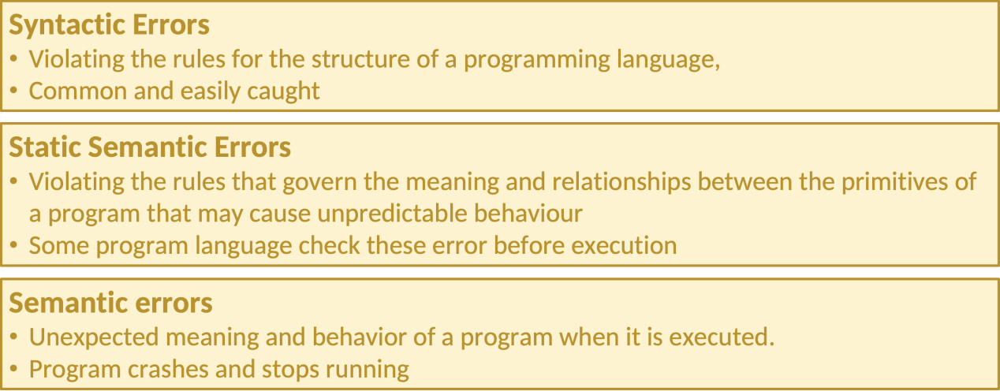 Syntactic Errors
• Violating the rules for the structure of a programming language,
• Common and easily caught
Static Semantic Errors
• Violating the rules that govern the meaning and relationships between the primitives of
a program that may cause unpredictable behaviour
• Some program language check these error before execution
Semantic errors
• Unexpected meaning and behavior of a program when it is executed.
• Program crashes and stops running